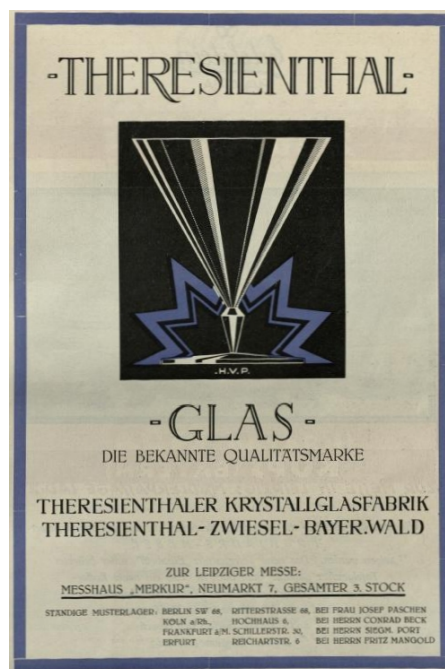 -THERESIENTHAL-
.H.V.P.
-GLAS-
DIE BEKANNTE QUALITÄTSMARKE
THERESIENTHALER KRYSTALLGLASFABRIK
THERESIENTHAL- ZWIESEL- BAYER.WALD
ZUR LEIPZIGER MESSE:
MESSHAUS „MERKUR“, NEUMARKT 7, GESAMTER 3. STOCK
STÄNDIGE MUSTERLAGER: BERLIN SW 68, RITTERSTRASSE 68, BEI FRAU JOSEF PASCHEN
KÖLN a/Rh., HOCHHAUS 6, BEI HERRN CONRAD BECK
FRANKFURT a/M. SCHILLERSTR. 30, BEI HERRN SIEGM. PORT
ERFURT REICHARTSTR. 6 BEI HERRN FRITZ MANGOLD